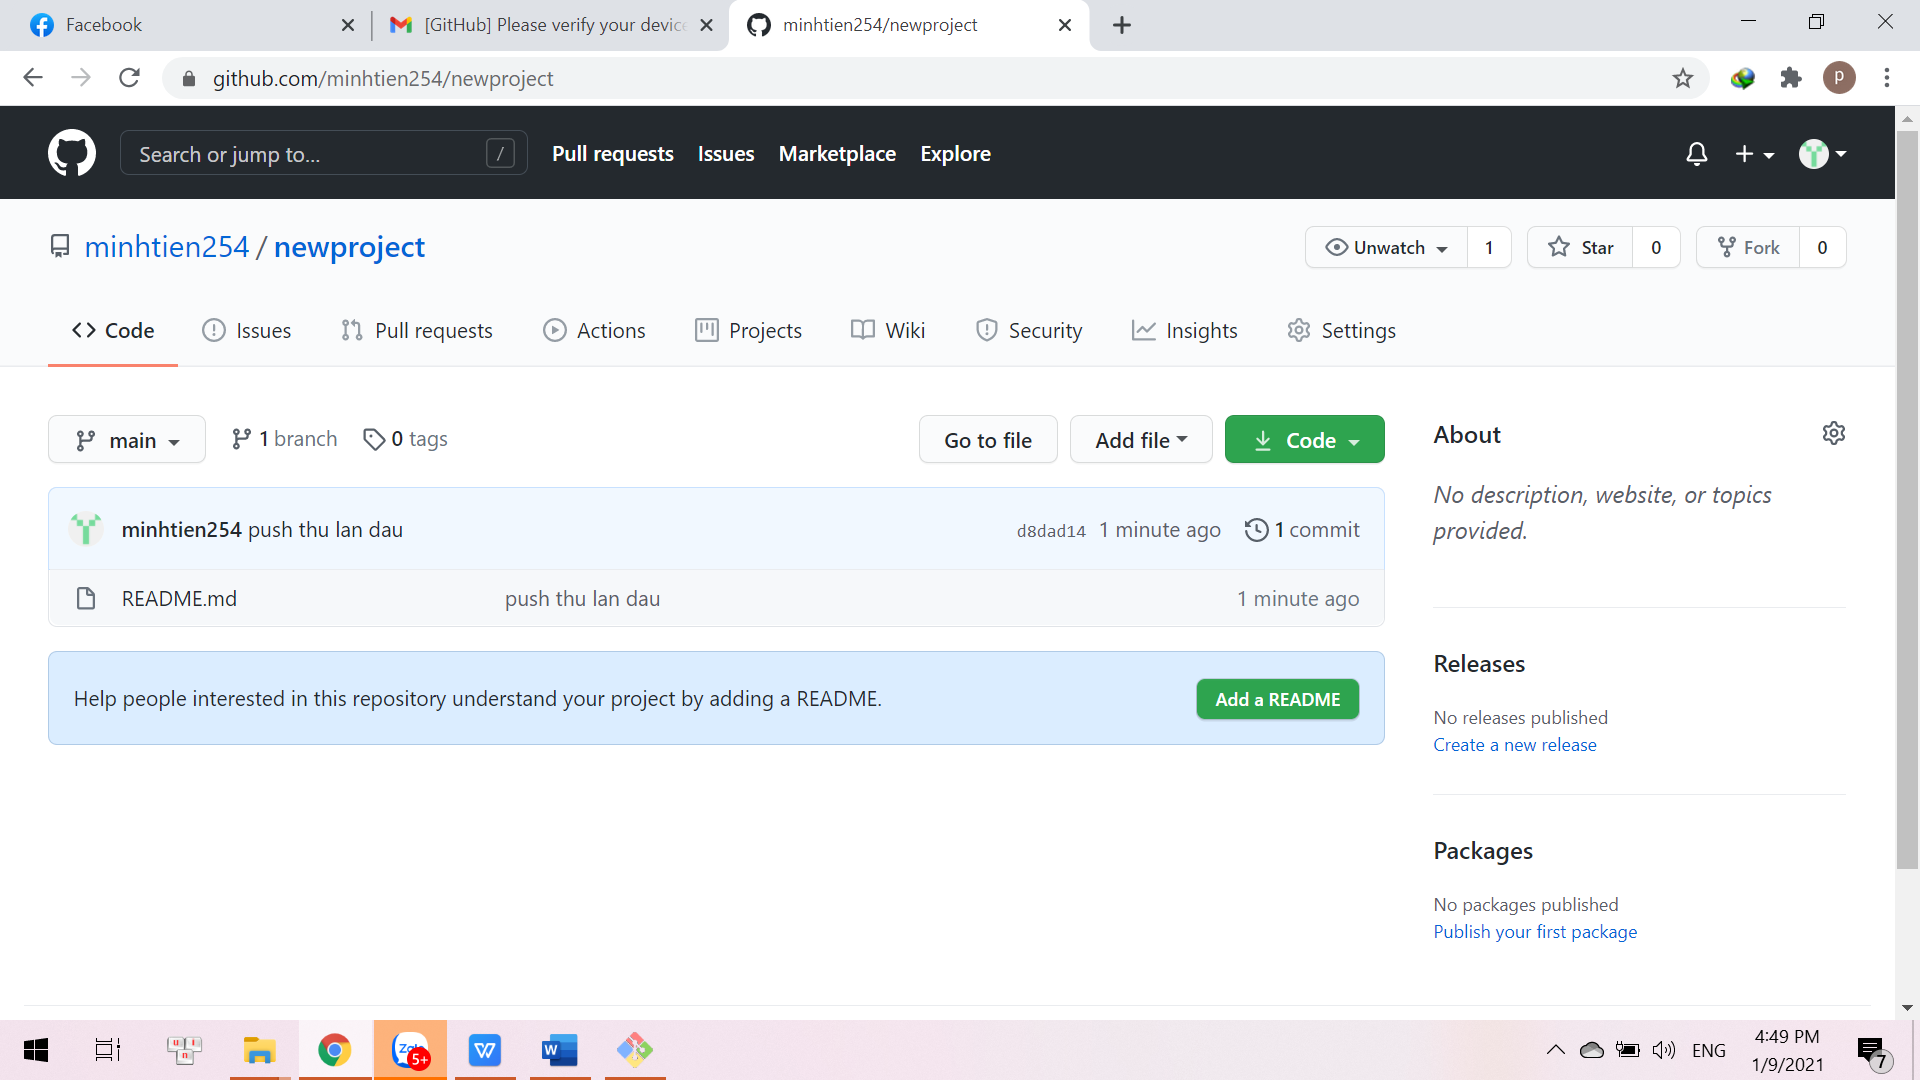 Facebook
[GitHub] Please verify your device
minhtien254/newproject
github.com/minhtien254/newproject
p
Search or jump to...
/
Pull requests Issues Marketplace Explore
minhtien254 / newproject
Unwatch 1
Star 0
Fork 0
Code Issues Pull requests Actions Projects Wiki Security Insights Settings
main 1 branch 0 tags
Go to file Add file Code
About
No description, website, or topics
provided.
minhtien254 push thu lan dau d8dad14 1 minute ago 1 commit
README.md push thu lan dau 1 minute ago
Help people interested in this repository understand your project by adding a README.
Add a README
Releases
No releases published
Create a new release
Packages
No packages published
Publish your first package
u n i
Zalo 5+
W
W
ENG
4:49 PM
1/9/2021
7